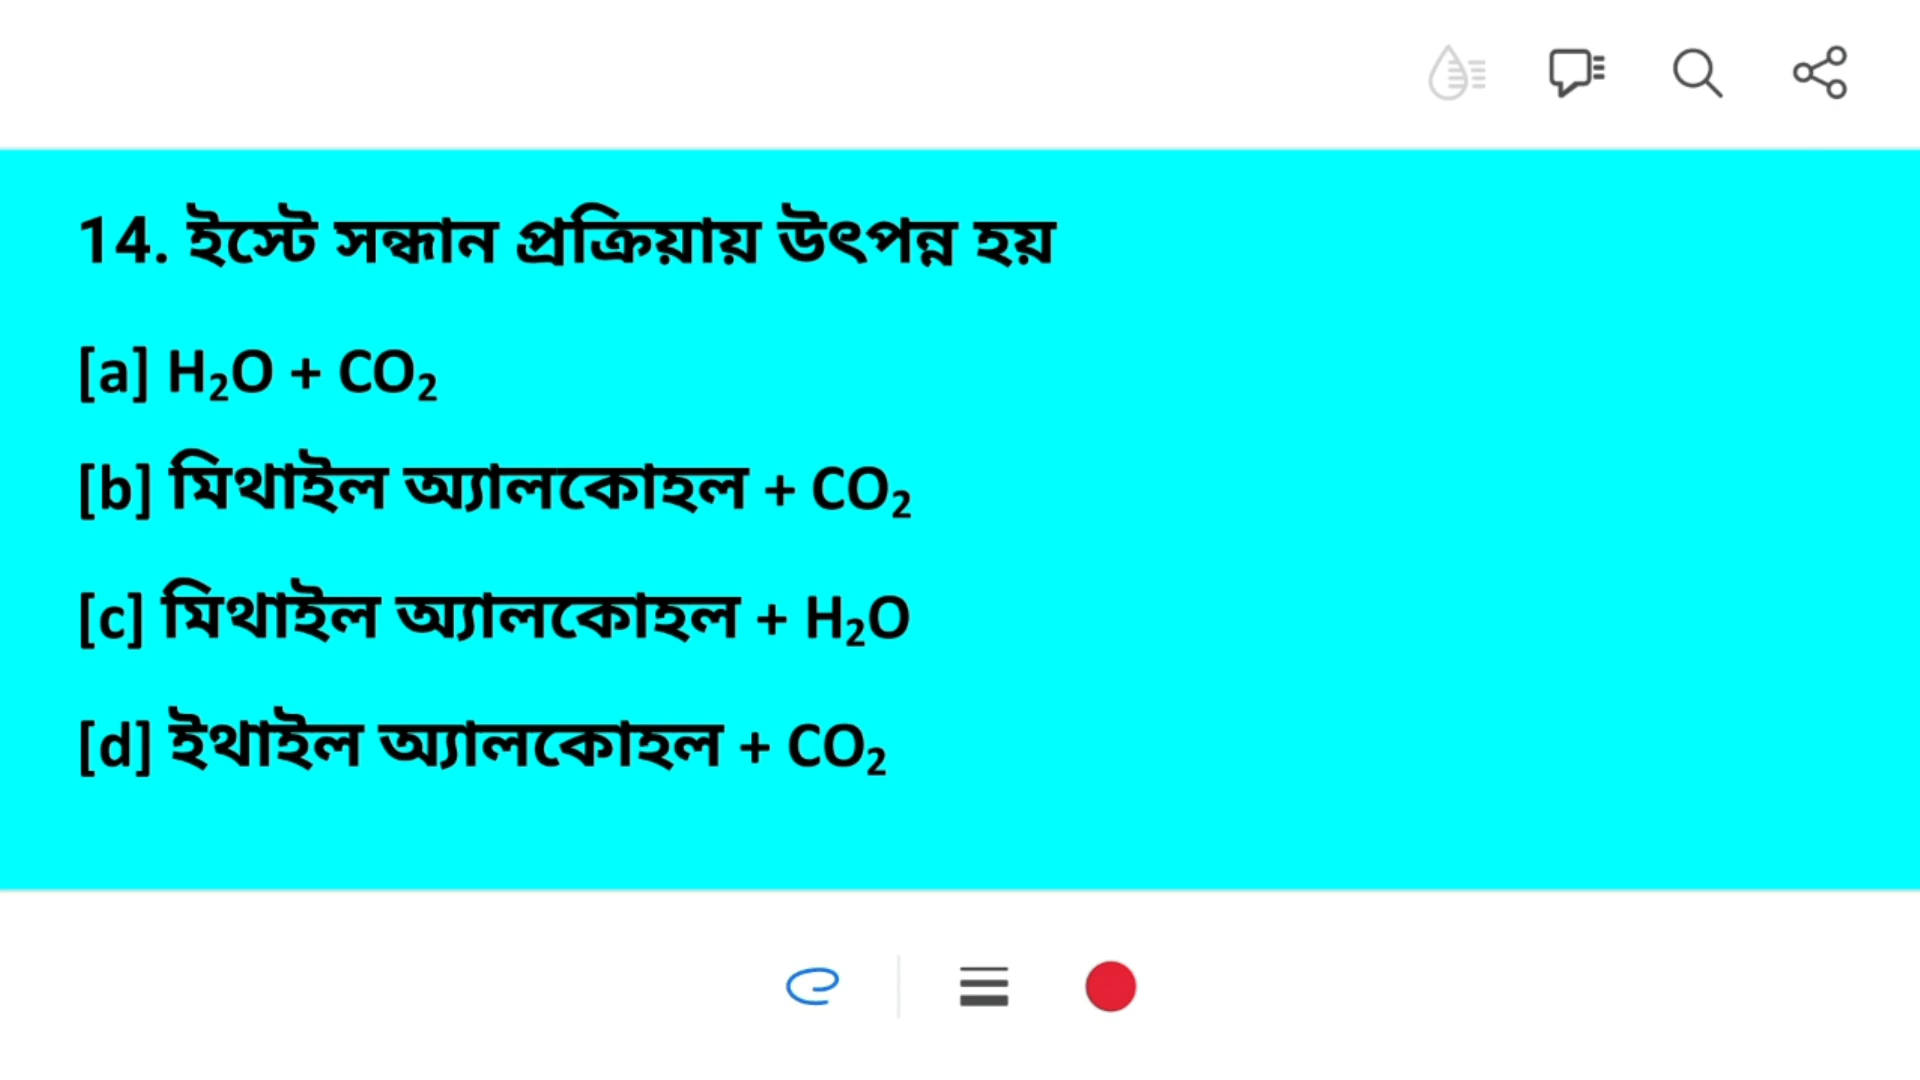 14. ইস্টে সন্ধান প্রক্রিয়ায় উৎপন্ন হয়
[a] H₂O + CO₂
[b] মিথাইল অ্যালকোহল + CO₂
[c] মিথাইল অ্যালকোহল + H₂O
[d] ইথাইল অ্যালকোহল + CO₂